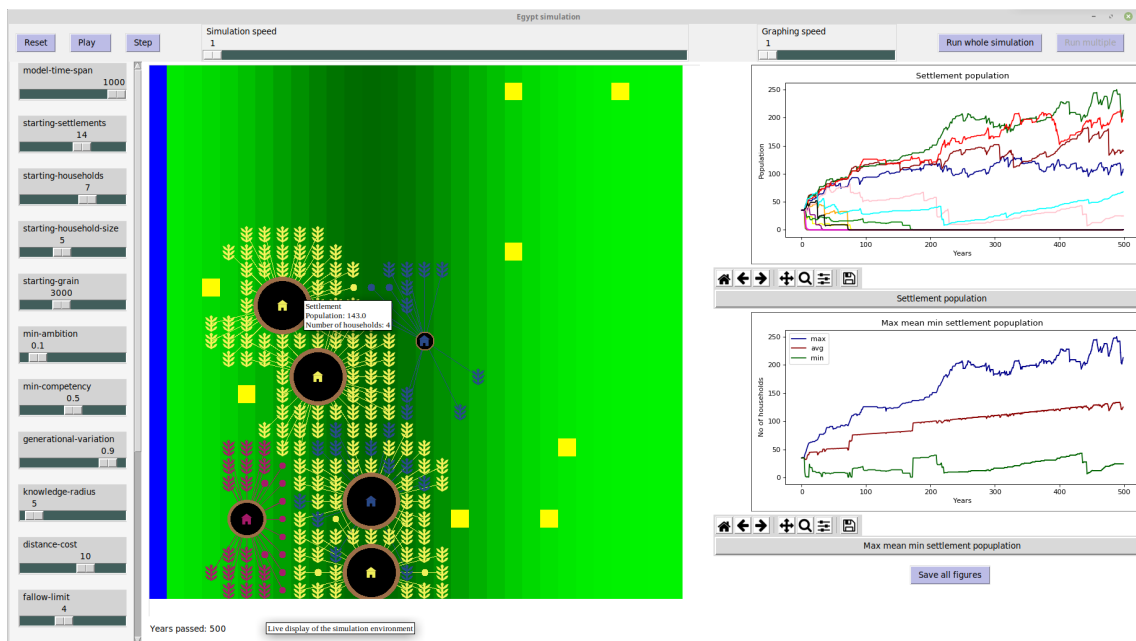 Egypt simulation
Reset
Play
Step
Simulation speed
1
Graphing speed
1
Run whole simulation
Run multiple
model-time-span
1000
starting-settlements
14
starting-households
7
starting-household-size
5
starting-grain
3000
min-ambition
0.1
min-competency
0.5
generational-variation
0.9
knowledge-radius
5
distance-cost
10
fallow-limit
4
Settlement
Population: 143.0
Number of households: 4
Years passed: 500
Live display of the simulation environment
Settlement population
250
200
150
100
50
0
Population
0
100
200
300
400
500
Years
Settlement population
Max mean min settlement popuplation
max
avg
min
250
200
150
100
50
0
No of households
0
100
200
300
400
500
Years
Max mean min settlement popupulation
Save all figures